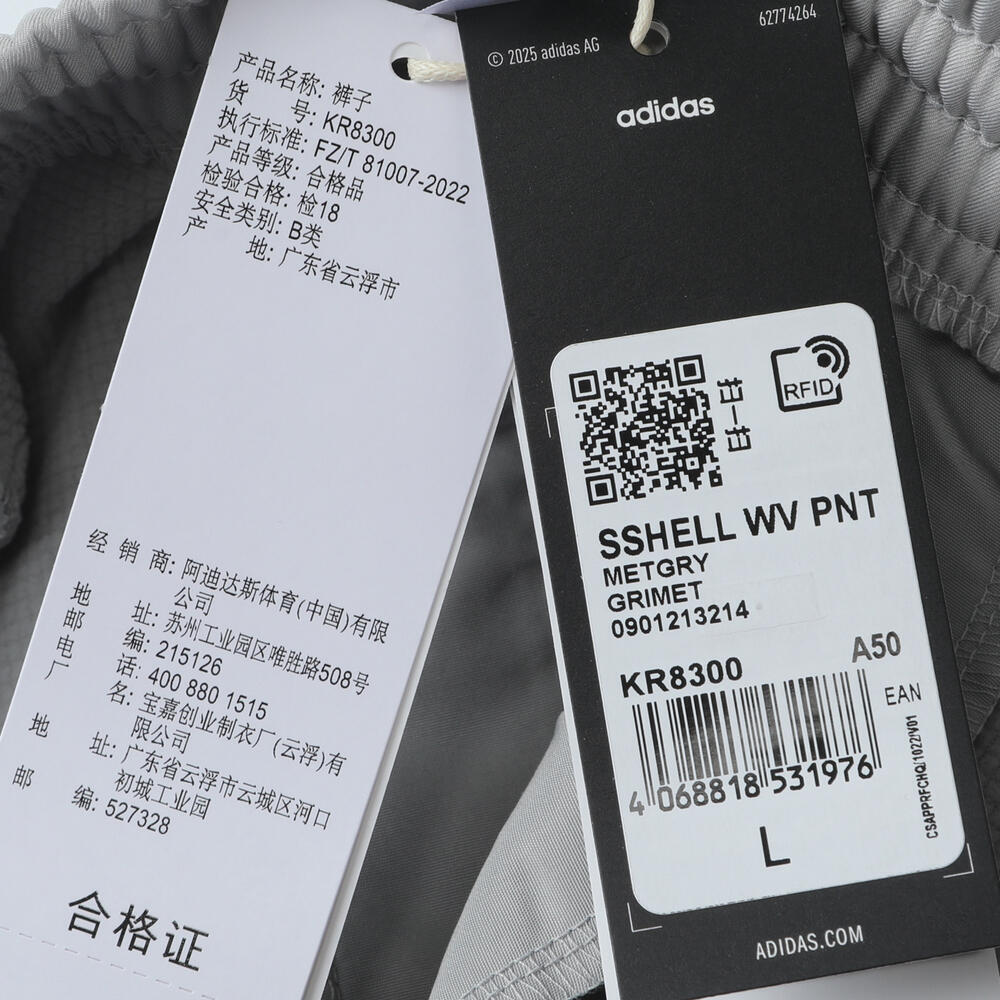 产品名称: 裤子
货 号: KR8300
执行标准: FZ/T 81007-2022
产品等级: 合格品
检验合格: 检18
安全类别: B类
产 地: 广东省云浮市
经 销 商: 阿迪达斯体育(中国)有限
公司
地 址: 苏州工业园区唯胜路508号
邮 编: 215126
电 话: 400 880 1515
厂 名: 宝嘉创业制衣厂(云浮)有
限公司
地 址: 广东省云浮市云城区河口
初城工业园
邮 编: 527328
合格证
© 2025 adidas AG
62774264
adidas
RFID
SSHELL WV PNT
METGRY
GRIMET
0901213214
KR8300
A50
EAN
4 068818 531976
CSAPPRFCHQ/1022/V01
L
ADIDAS.COM